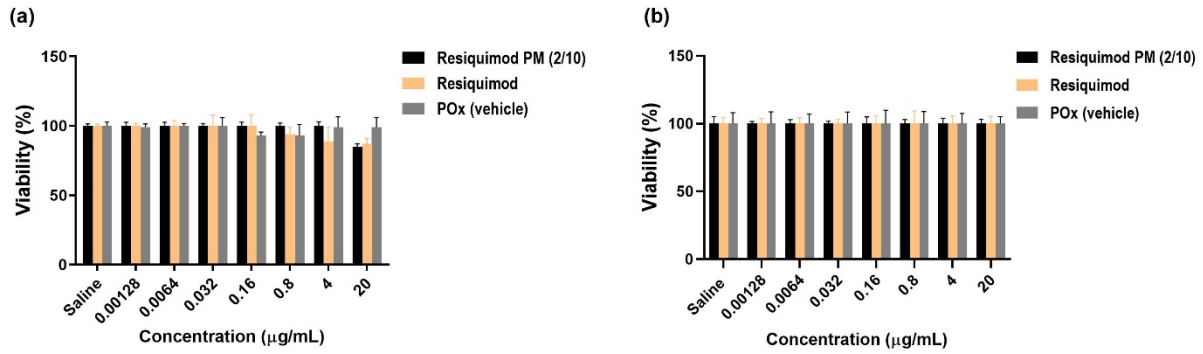 (a)
Viability (%)
150
100
50
0
Saline
0.00128
0.0064
0.032
0.16
0.8
4
20
Concentration (μg/mL)
Resiquimod PM (2/10)
Resiquimod
POx (vehicle)
(b)
Viability (%)
150
100
50
0
Saline
0.00128
0.0064
0.032
0.16
0.8
4
20
Concentration (μg/mL)
Resiquimod PM (2/10)
Resiquimod
POx (vehicle)